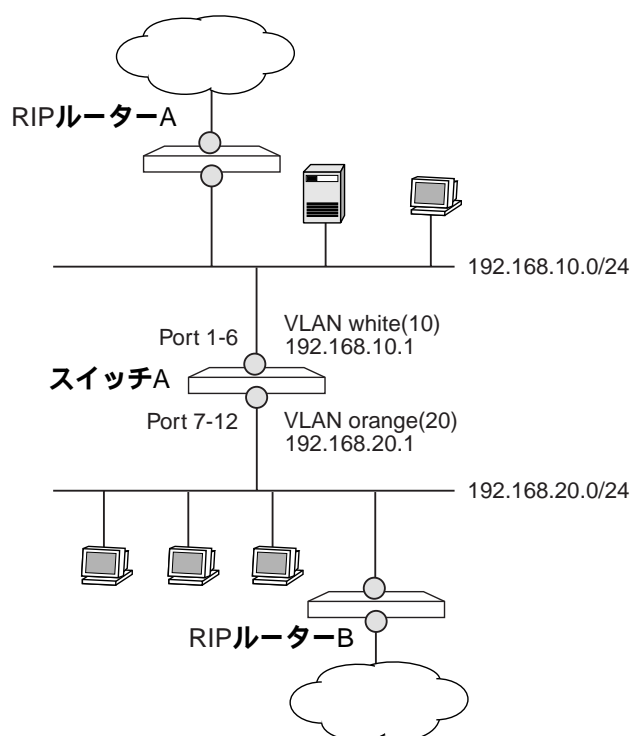 RIPルーターA
192.168.10.0/24
Port 1-6
VLAN white(10)
192.168.10.1
スイッチA
Port 7-12
VLAN orange(20)
192.168.20.1
192.168.20.0/24
RIPルーターB